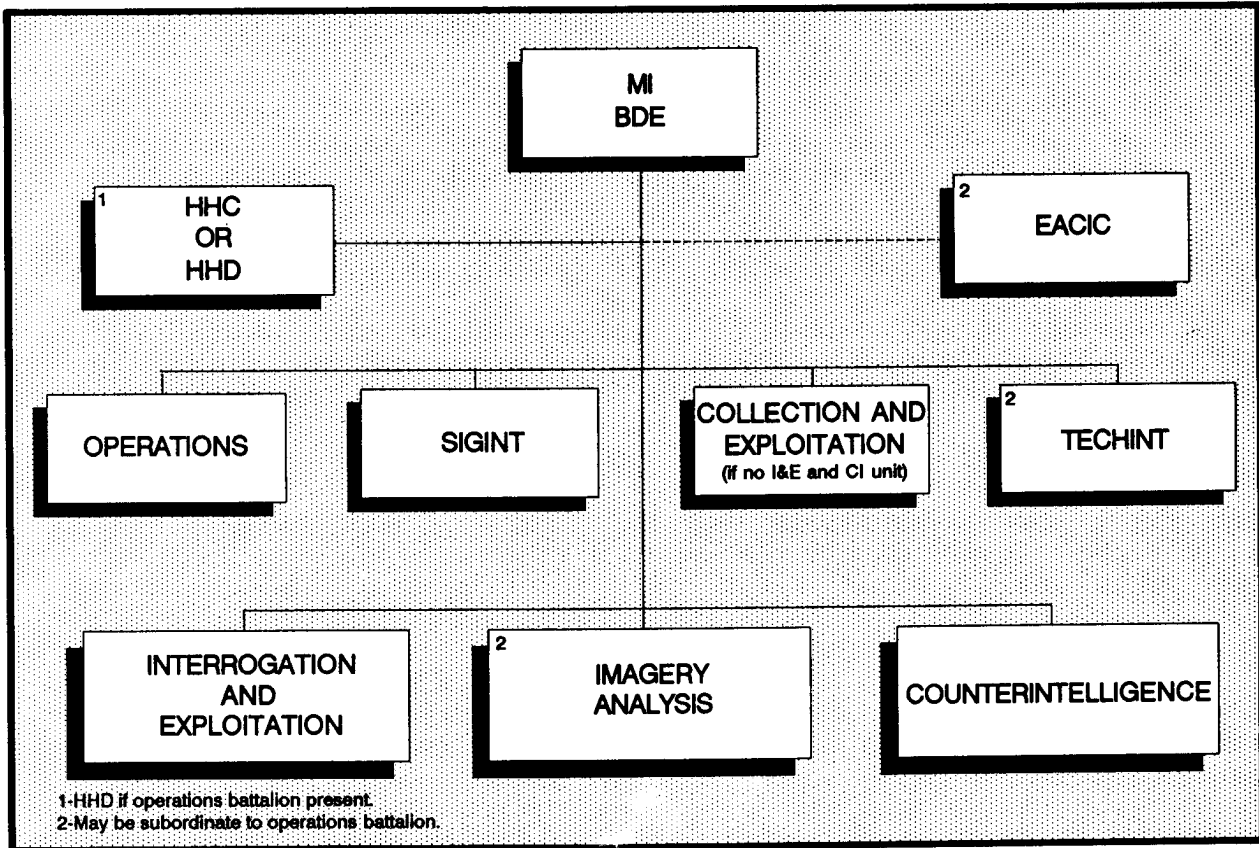 MI
BDE
1
HHC
OR
HHD
2
EACIC
OPERATIONS
SIGINT
COLLECTION AND
EXPLOITATION
(if no I&E and CI unit)
2
TECHINT
INTERROGATION
AND
EXPLOITATION
2
IMAGERY
ANALYSIS
COUNTERINTELLIGENCE
1-HHD if operations battalion present.
2-May be subordinate to operations battalion.